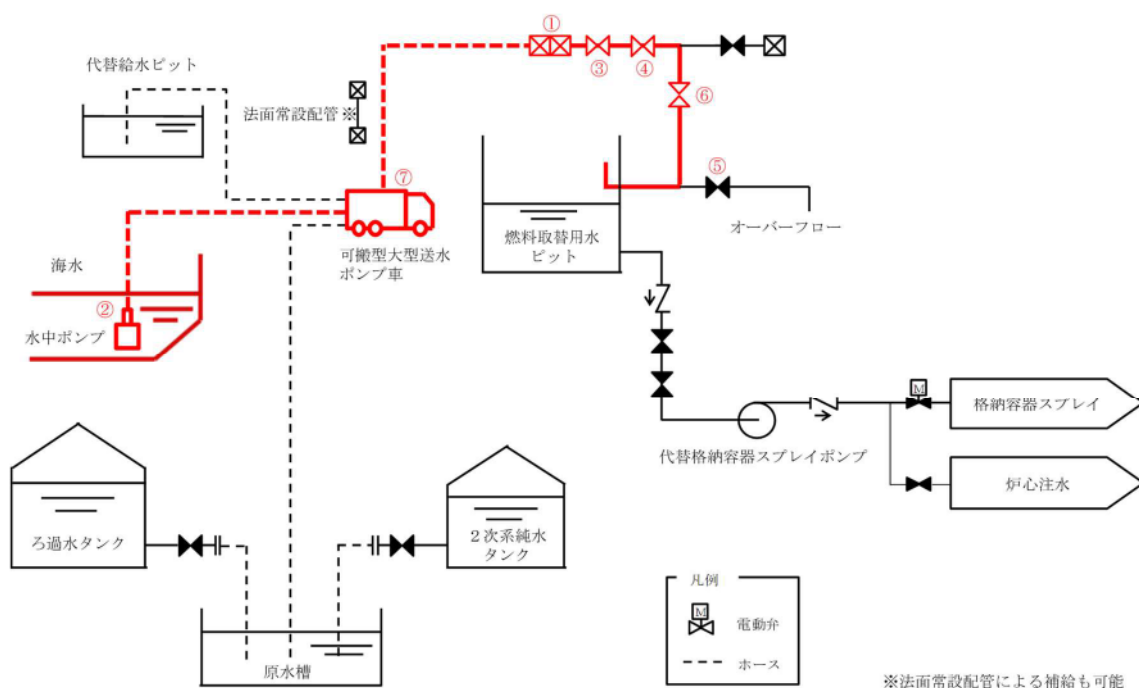 ①
③
④
代替給水ピット
法面常設配管※
⑥
⑦
⑤
オーバーフロー
燃料取替用水
ピット
可搬型大型送水
ポンプ車
海水
②
水中ポンプ
M
格納容器スプレイ
代替格納容器スプレイポンプ
炉心注水
ろ過水タンク
2次系純水
タンク
凡例
M
電動弁
ホース
原水槽
※法面常設配管による補給も可能